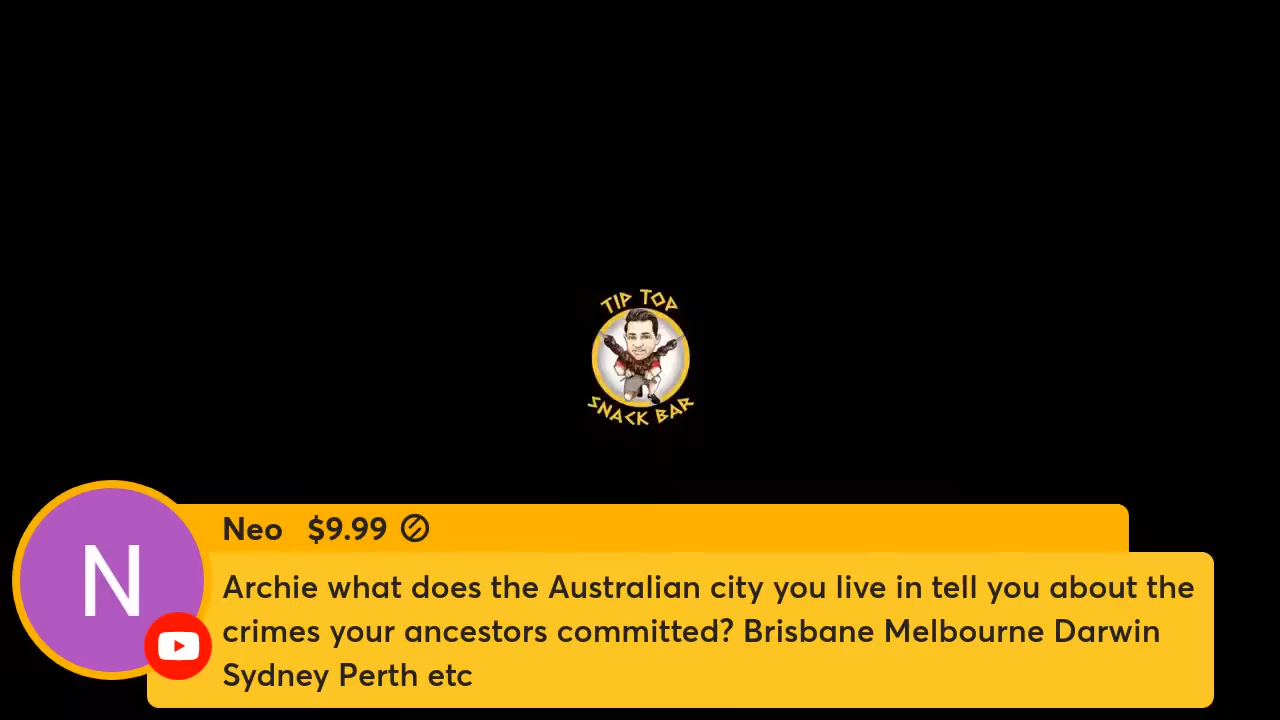 TIP TOP
SNACK BAR
Neo $9.99
N
Archie what does the Australian city you live in tell you about the
crimes your ancestors committed? Brisbane Melbourne Darwin
Sydney Perth etc